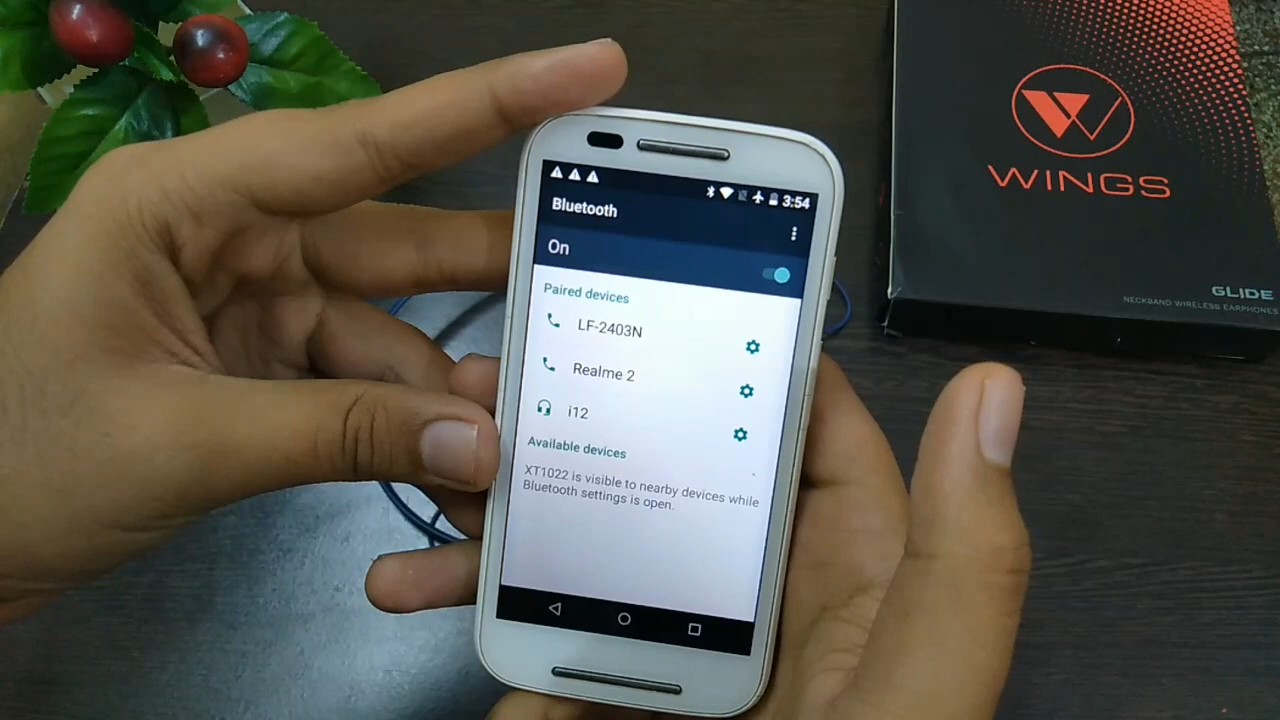 3:54
Bluetooth
On
Paired devices
LF-2403N
Realme 2
i12
Available devices
XT1022 is visible to nearby devices while
Bluetooth settings is open.
WINGS
GLIDE
NECKBAND WIRELESS EARPHONES